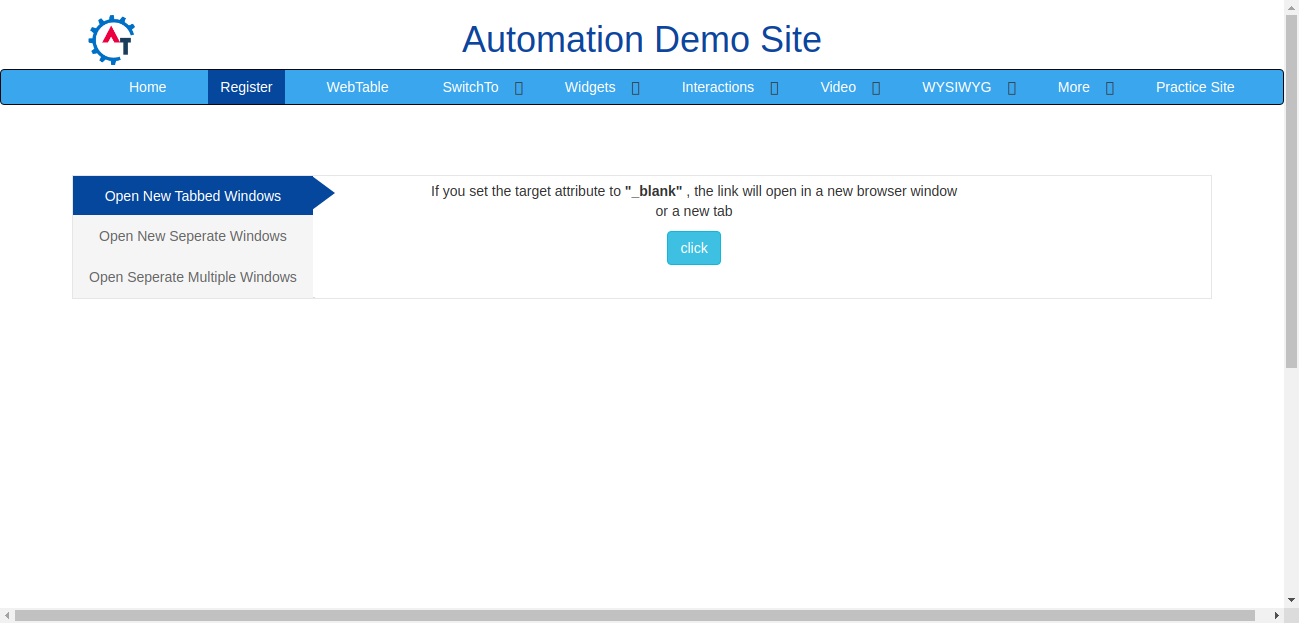 AT
Automation Demo Site
Home Register WebTable SwitchTo Widgets Interactions Video WYSIWYG More Practice Site
Open New Tabbed Windows
Open New Seperate Windows
Open Seperate Multiple Windows
If you set the target attribute to "_blank" , the link will open in a new browser window
or a new tab
click